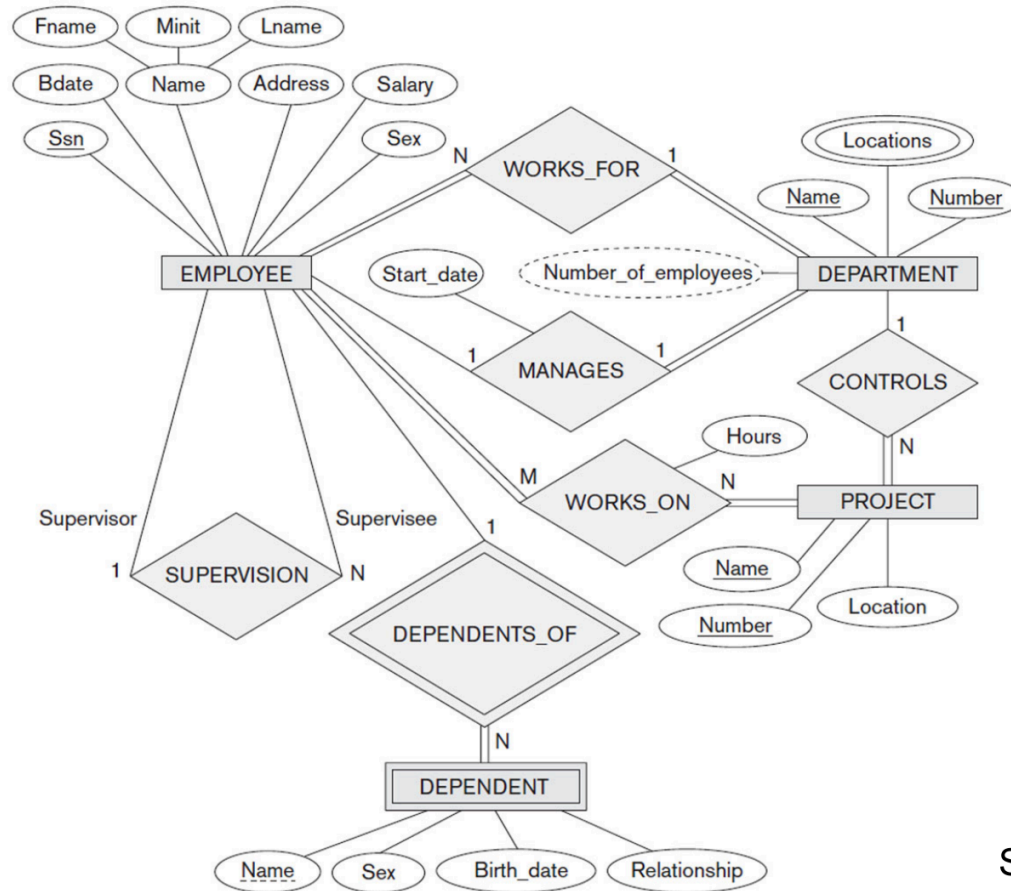 Fname Minit Lname
Bdate Name Address Salary
Ssn Sex
N WORKS_FOR 1
Locations
Name Number
EMPLOYEE Start_date Number_of_employees DEPARTMENT
1 MANAGES 1
1
CONTROLS
N
Hours
M WORKS_ON N PROJECT
Supervisor Supervisee 1
1 SUPERVISION N
Name
Number Location
DEPENDENTS_OF
N
DEPENDENT
Name Sex Birth_date Relationship
S